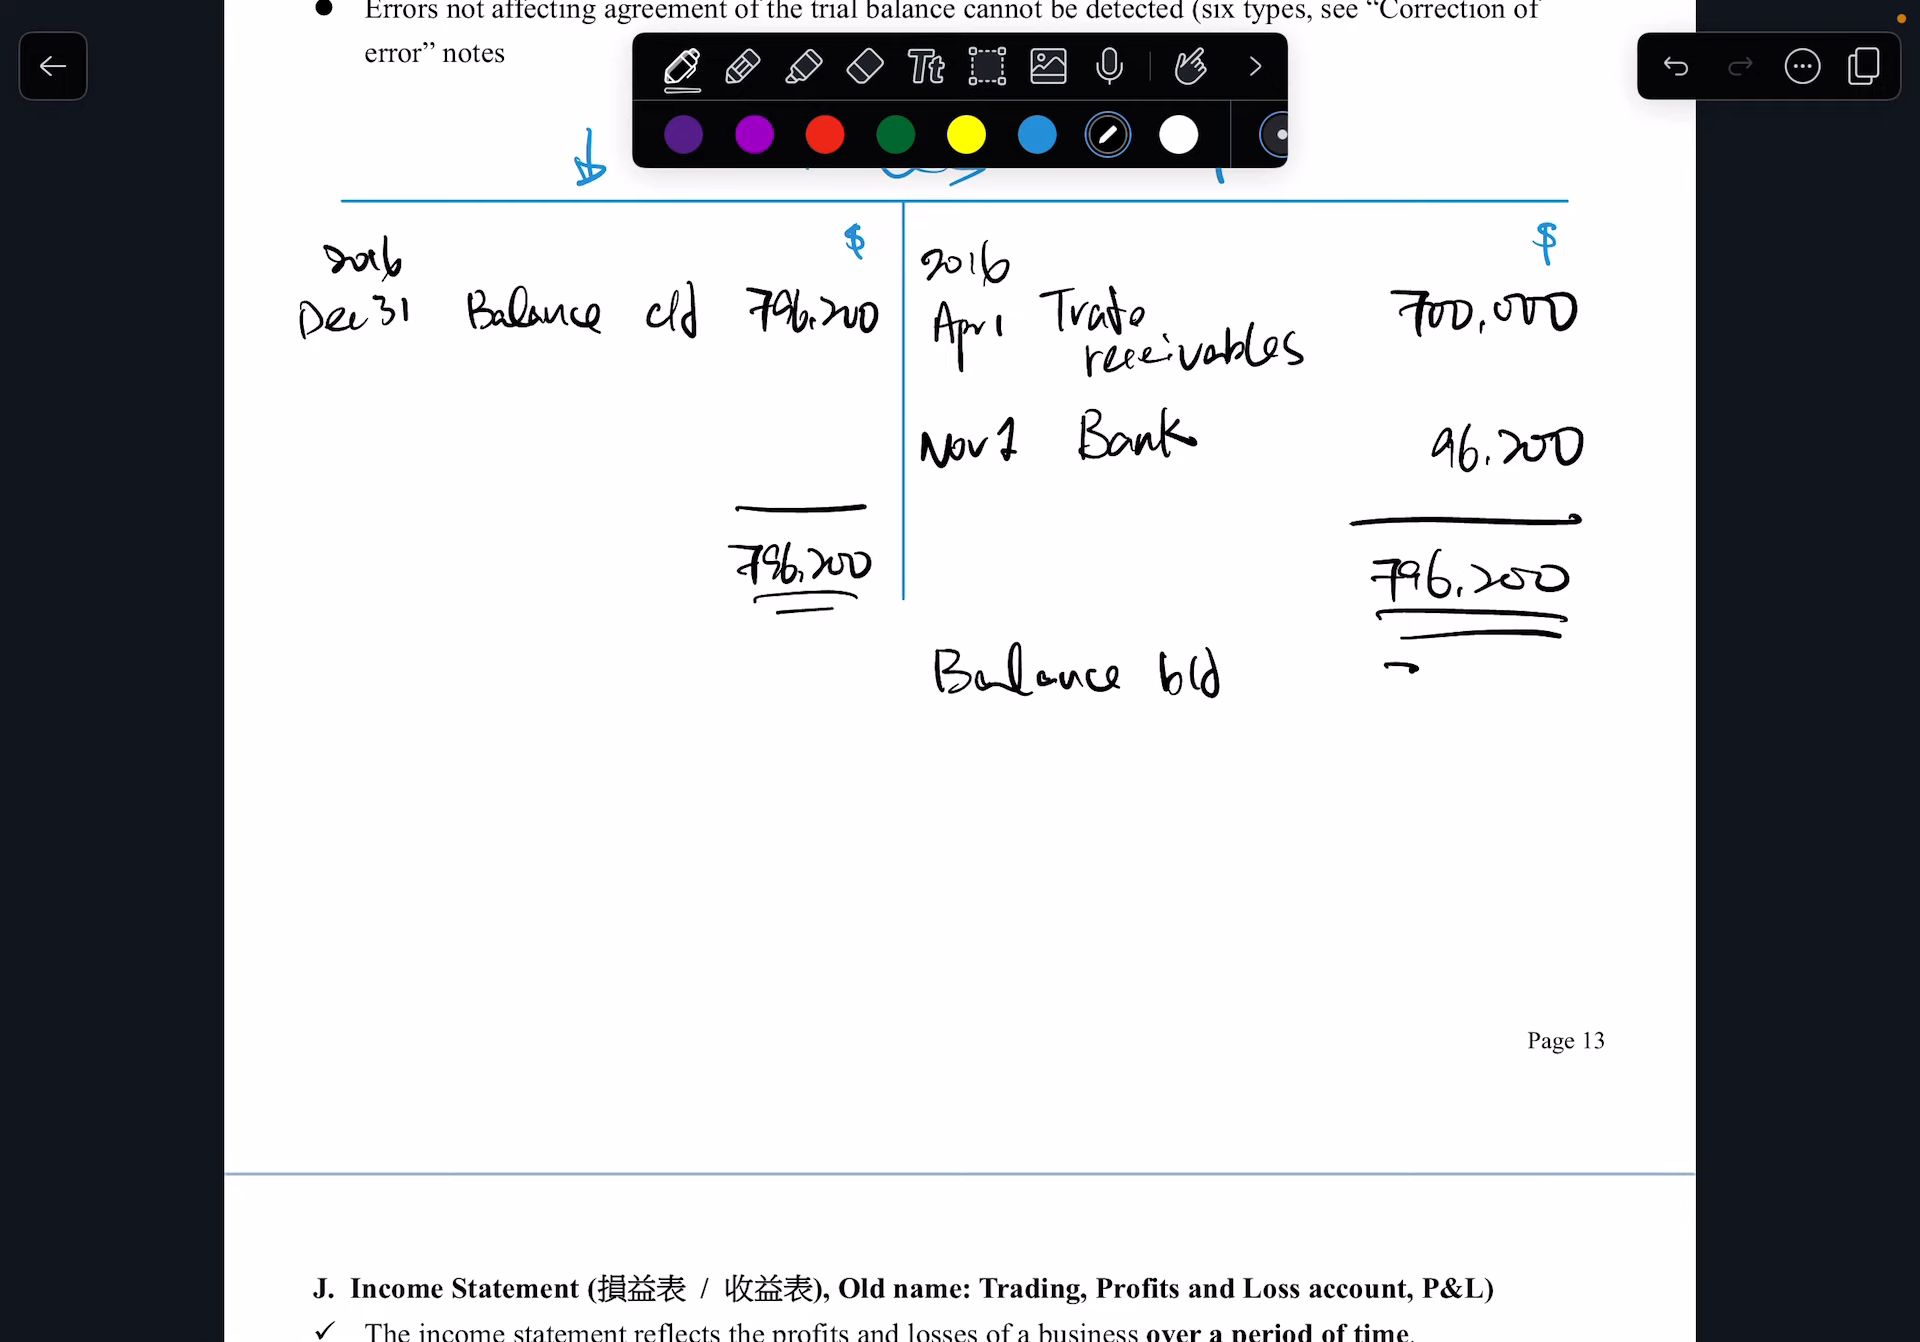 ● Errors not affecting agreement of the trial balance cannot be detected (six types, see “Correction of
error” notes
Tt
$ $
2016 2016
Dec 31 Balance c/d 796,200 Apr 1 Trade receivables 700,000
Nov 1 Bank 96,200
796,200 796,200
Balance b/d
Page 13
J. Income Statement (損益表 / 收益表), Old name: Trading, Profits and Loss account, P&L)
✓ The income statement reflects the profits and losses of a business over a period of time.